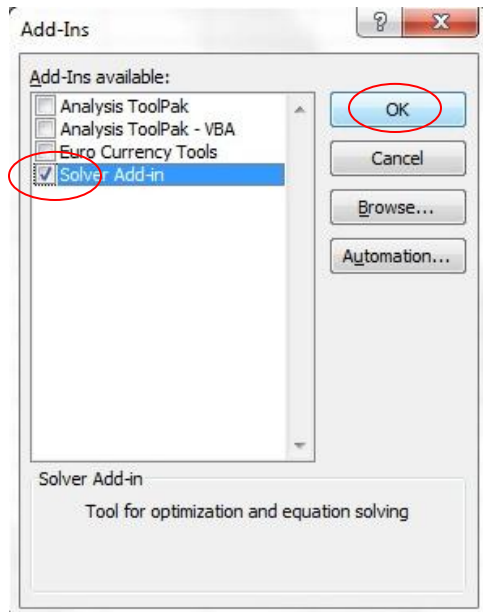 Add-Ins
Add-Ins available:
Analysis ToolPak
Analysis ToolPak - VBA
Euro Currency Tools
Solver Add-in
OK
Cancel
Browse...
Automation...
Solver Add-in
Tool for optimization and equation solving